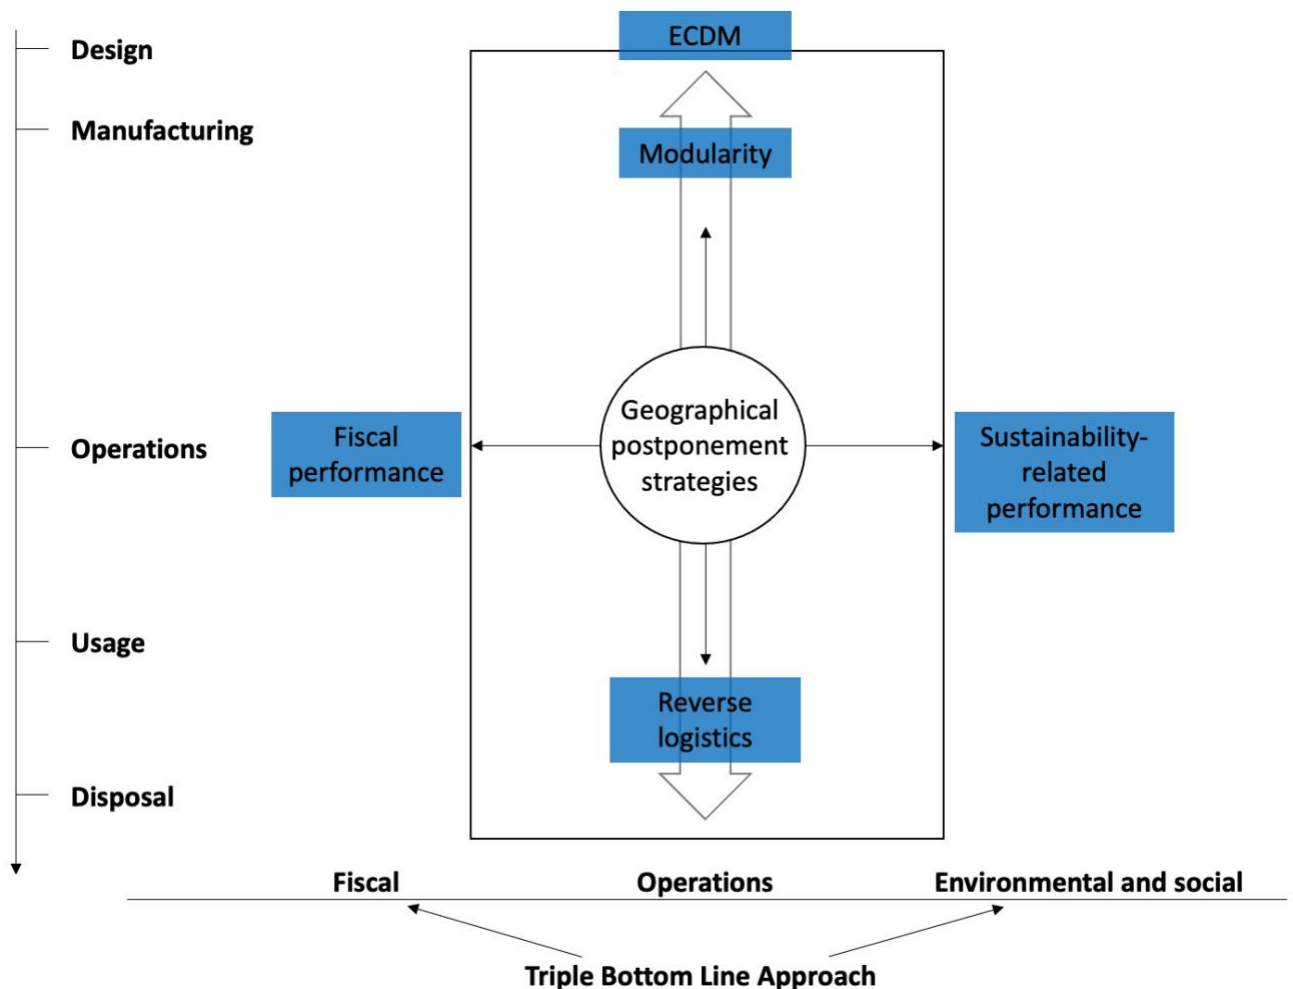 Design
ECDM
Manufacturing
Modularity
Geographical
postponement
strategies
Operations
Fiscal
performance
Sustainability-
related
performance
Usage
Reverse
logistics
Disposal
Fiscal
Operations
Environmental and social
Triple Bottom Line Approach